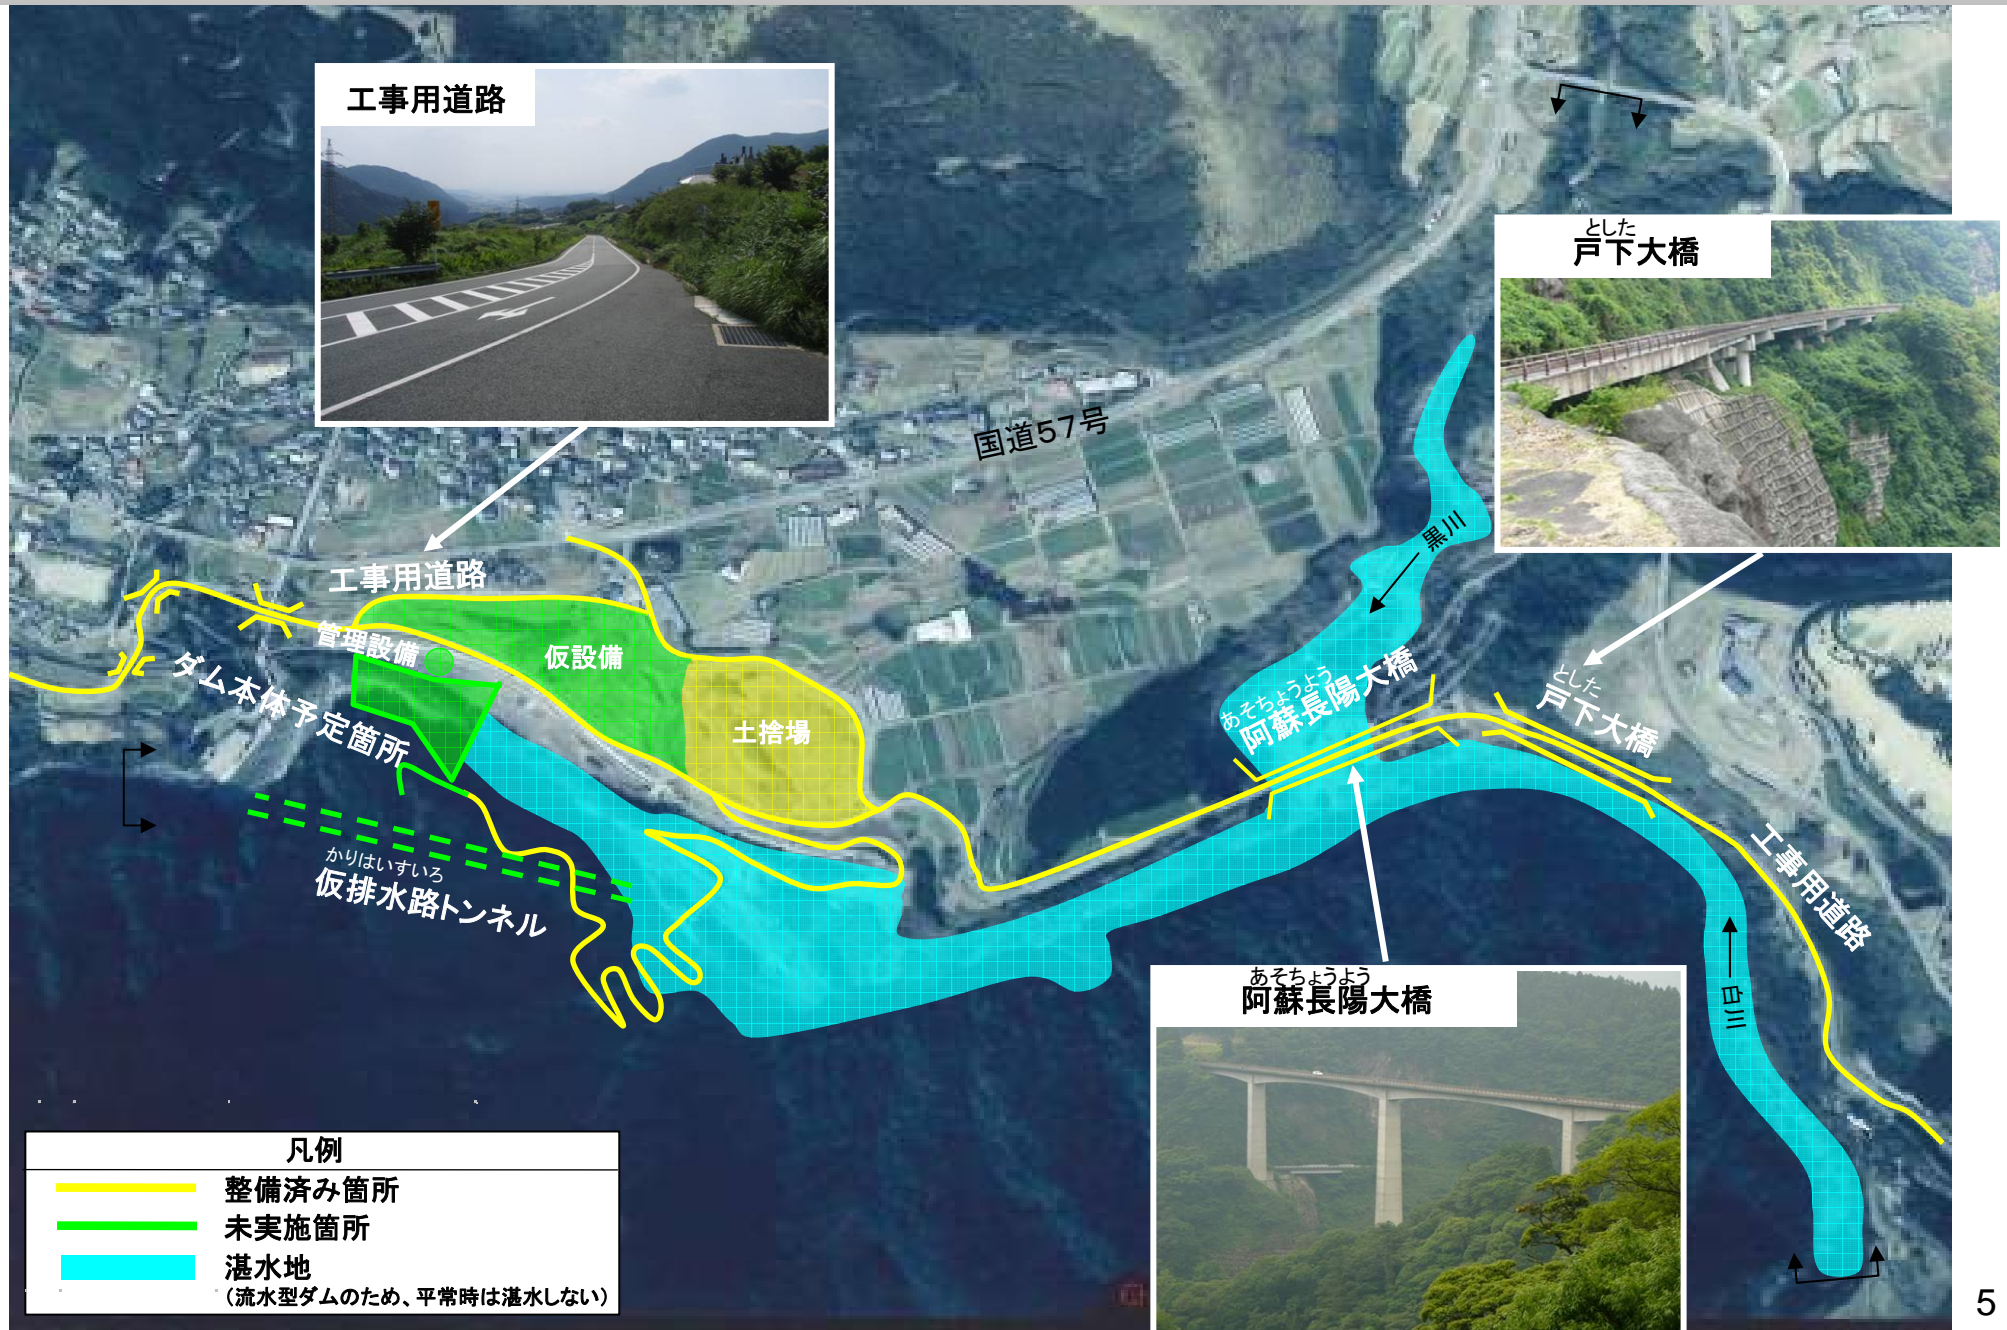 工事用道路
とした
戸下大橋
国道57号
黒川
工事用道路
管理設備
仮設備
ダム本体予定箇所
土捨場
あそちょうよう
阿蘇長陽大橋
とした
戸下大橋
かりはいすいろ
仮排水路トンネル
工事用道路
白川
あそちょうよう
阿蘇長陽大橋
凡例
整備済み箇所
未実施箇所
湛水地
(流水型ダムのため、平常時は湛水しない)
5